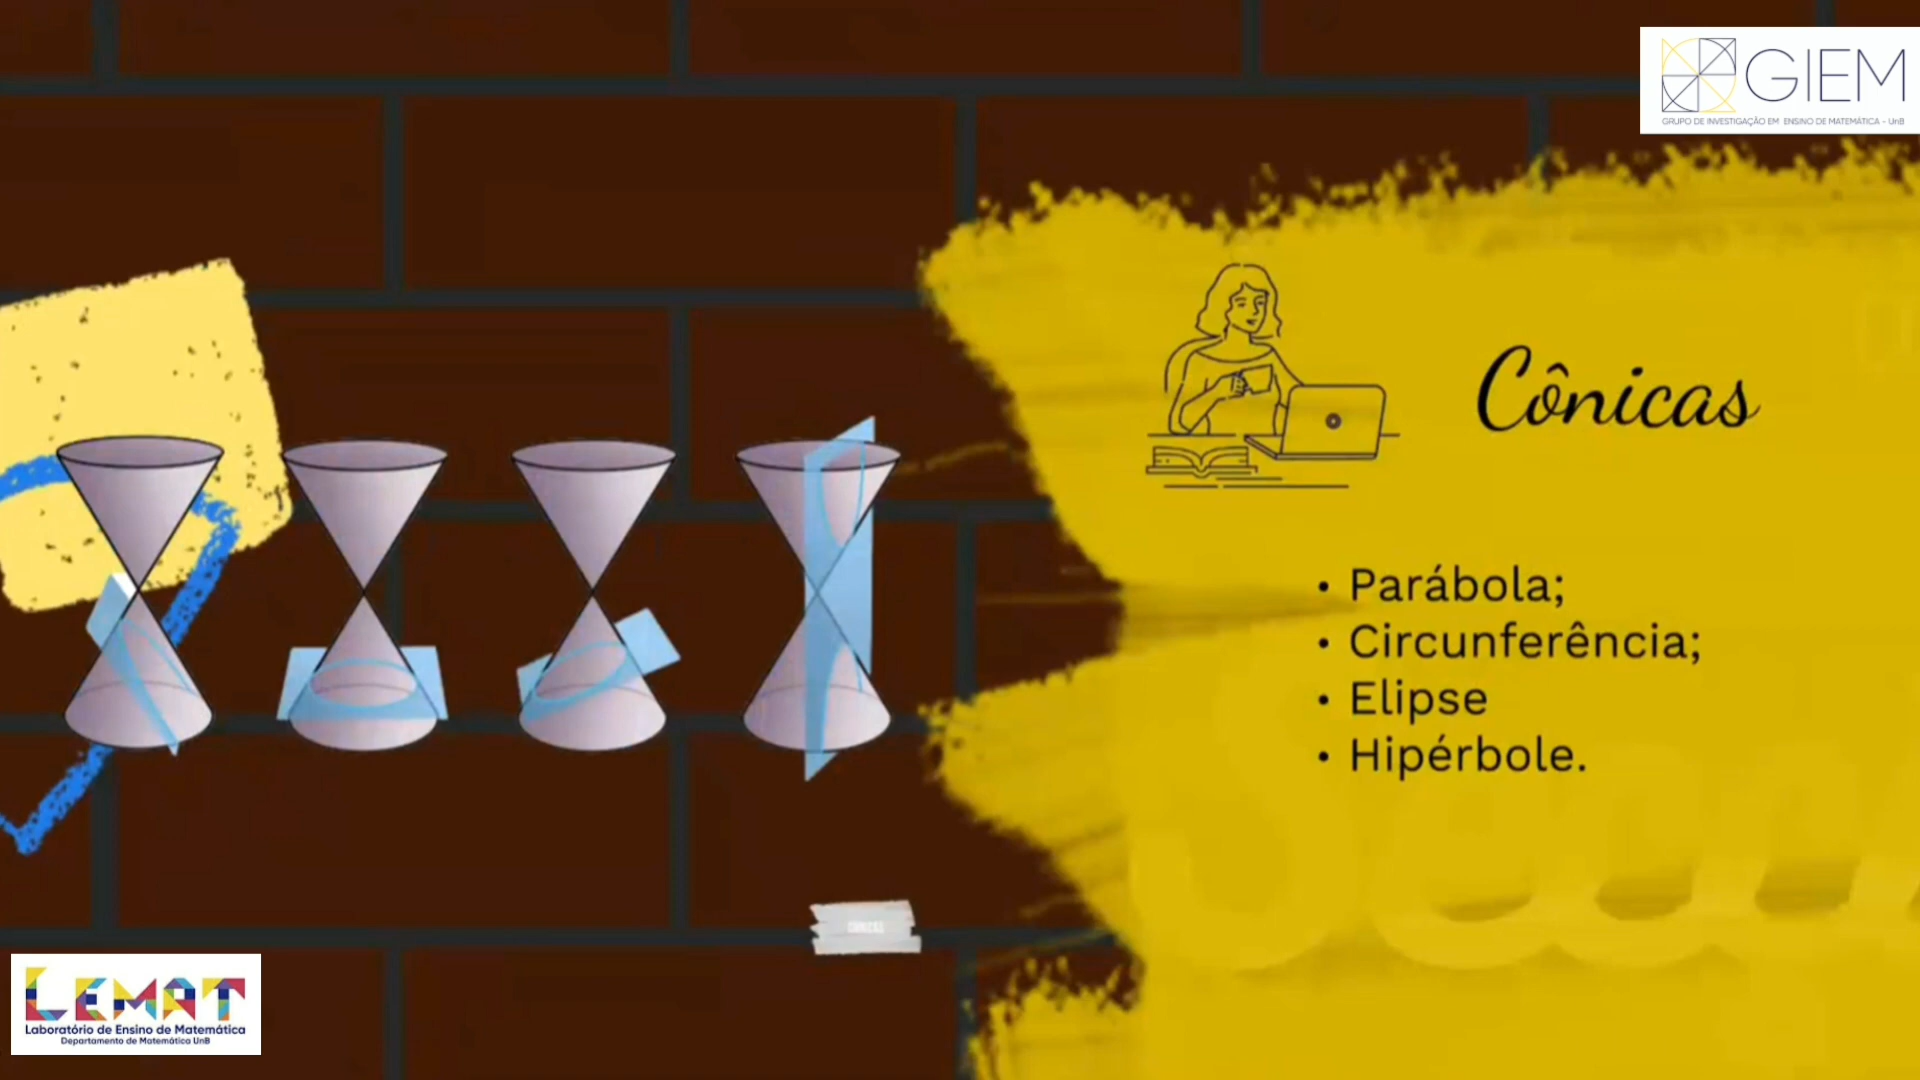 GIEM
GRUPO DE INVESTIGAÇÃO EM ENSINO DE MATEMÁTICA - UnB
Cônicas
• Parábola;
• Circunferência;
• Elipse
• Hipérbole.
CÔNICAS
LEMAT
Laboratório de Ensino de Matemática
Departamento de Matemática UnB